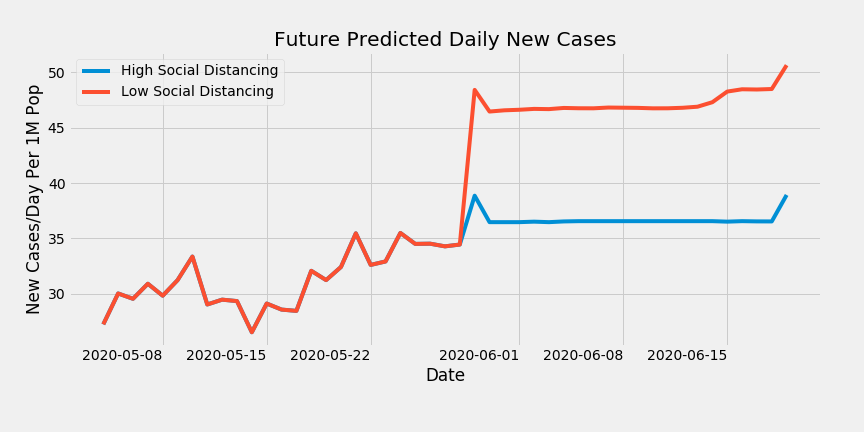 Future Predicted Daily New Cases
High Social Distancing
Low Social Distancing
New Cases/Day Per 1M Pop
50
45
40
35
30
2020-05-08
2020-05-15
2020-05-22
2020-06-01
2020-06-08
2020-06-15
Date